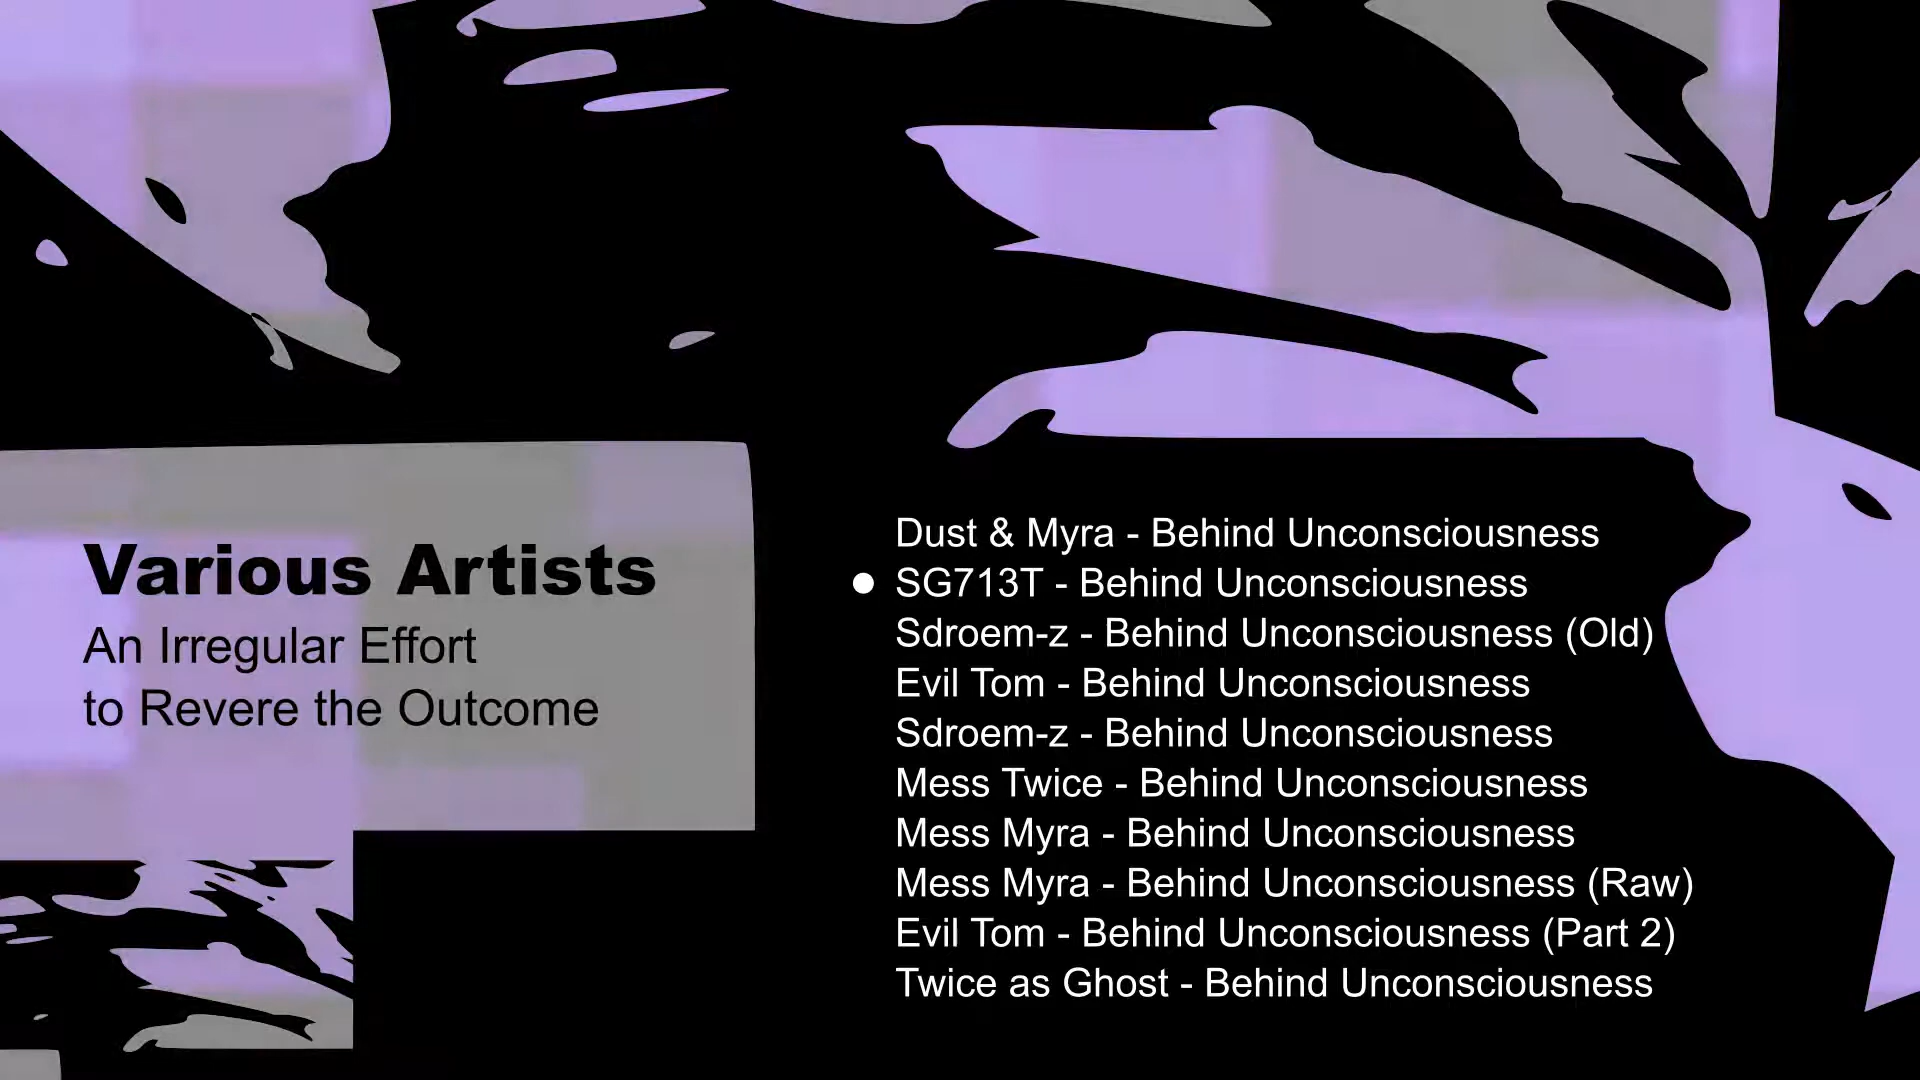 Various Artists
An Irregular Effort
to Revere the Outcome
Dust & Myra - Behind Unconsciousness
SG713T - Behind Unconsciousness
Sdroem-z - Behind Unconsciousness (Old)
Evil Tom - Behind Unconsciousness
Sdroem-z - Behind Unconsciousness
Mess Twice - Behind Unconsciousness
Mess Myra - Behind Unconsciousness
Mess Myra - Behind Unconsciousness (Raw)
Evil Tom - Behind Unconsciousness (Part 2)
Twice as Ghost - Behind Unconsciousness